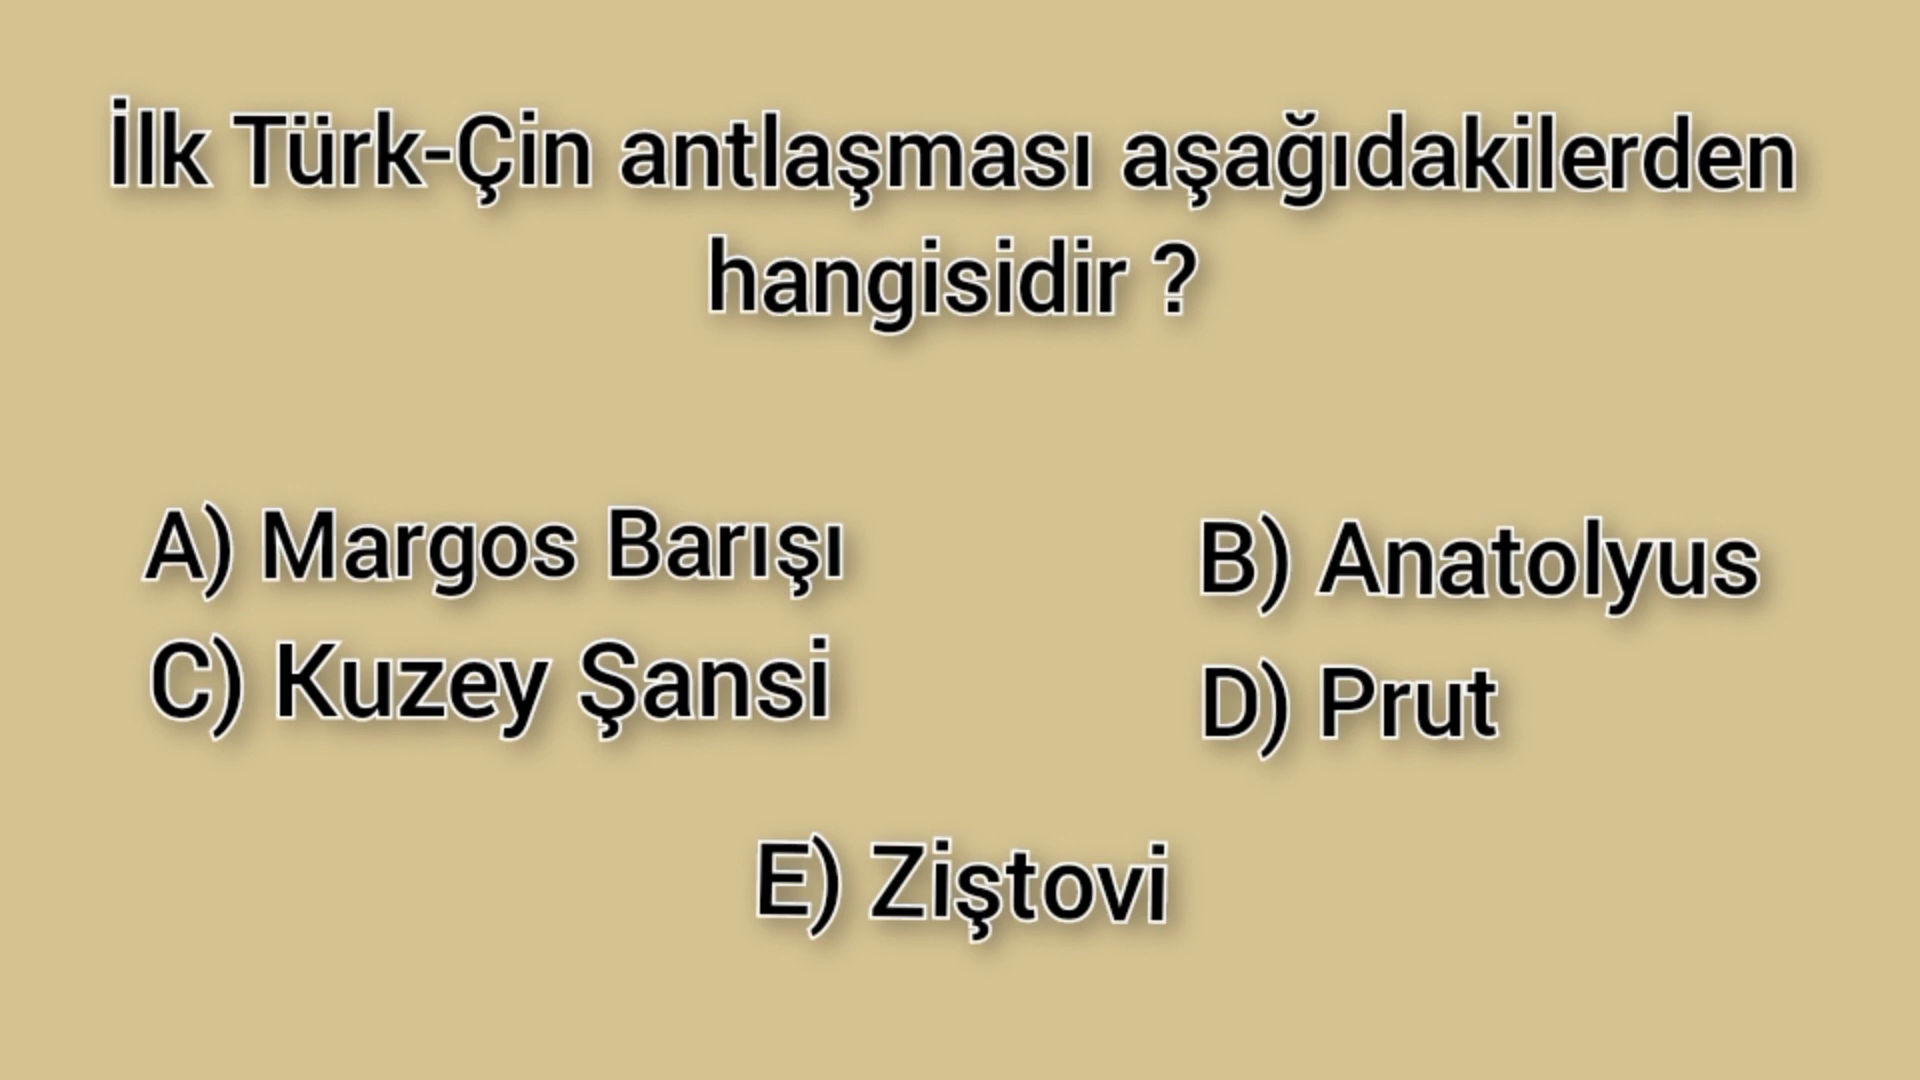 İlk Türk-Çin antlaşması aşağıdakilerden
hangisidir ?
A) Margos Barışı
B) Anatolyus
C) Kuzey Şansi
D) Prut
E) Ziştovi